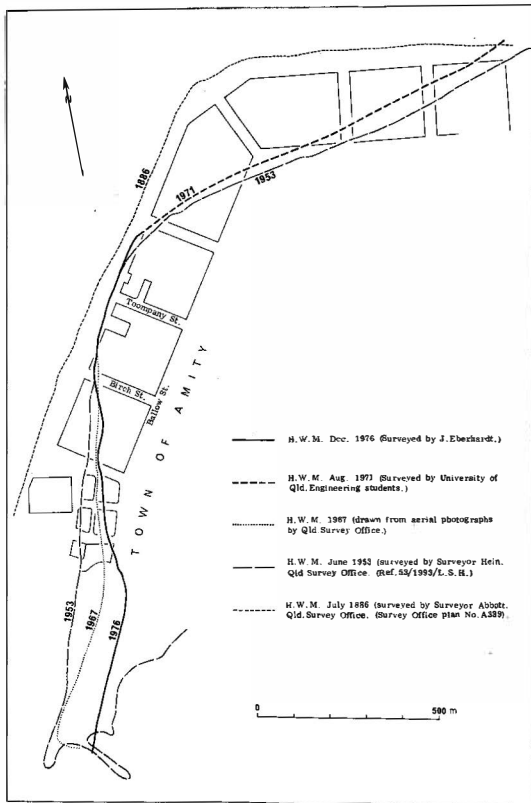 N
1886
1971
1953
Toompany St.
Birch St.
Ballow St.
TOWN OF AMITY
H.W.M. Dec. 1976 (Surveyed by J. Eberhardt.)
H.W.M. Aug. 1971 (Surveyed by University of
Qld. Engineering students.)
H.W.M. 1967 (drawn from aerial photographs
by Qld Survey Office.)
H.W.M. June 1953 (surveyed by Surveyor Hein.
Qld Survey Office. (Ref. 53/1993/L.S.H.)
H.W.M. July 1886 (surveyed by Surveyor Abbott.
Qld. Survey Office. (Survey Office plan No. A339).
1953
1967
1976
0
500 m